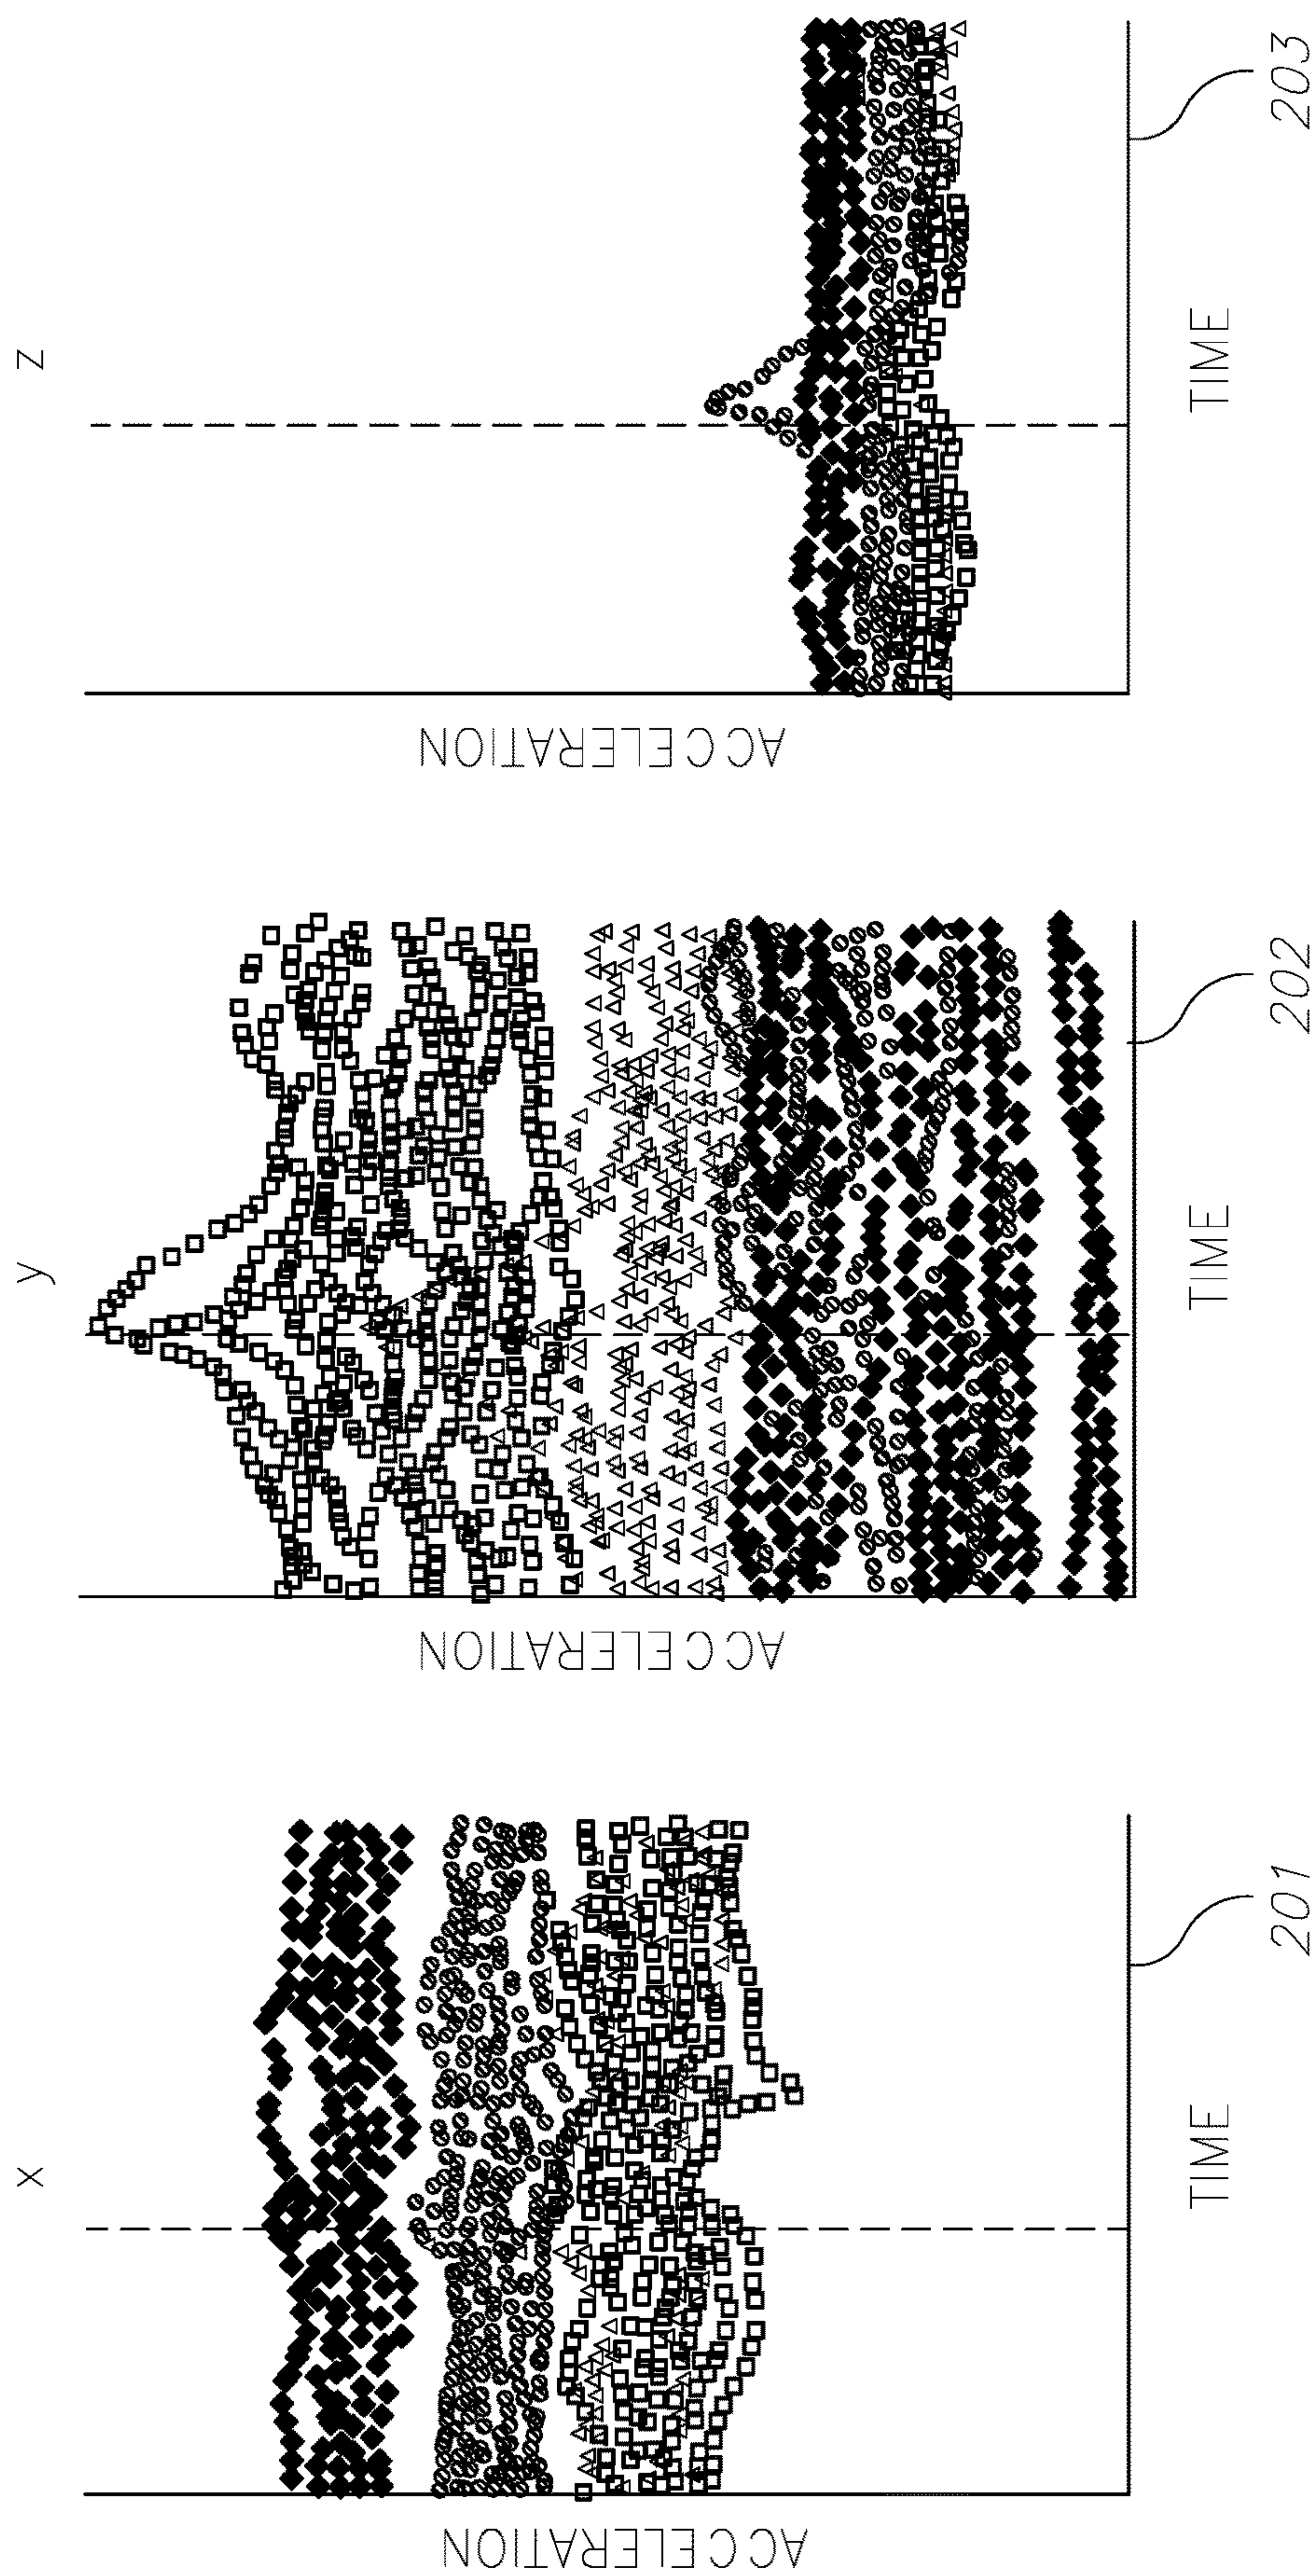 x
ACCELERATION
TIME
201
y
ACCELERATION
TIME
202
z
ACCELERATION
TIME
203